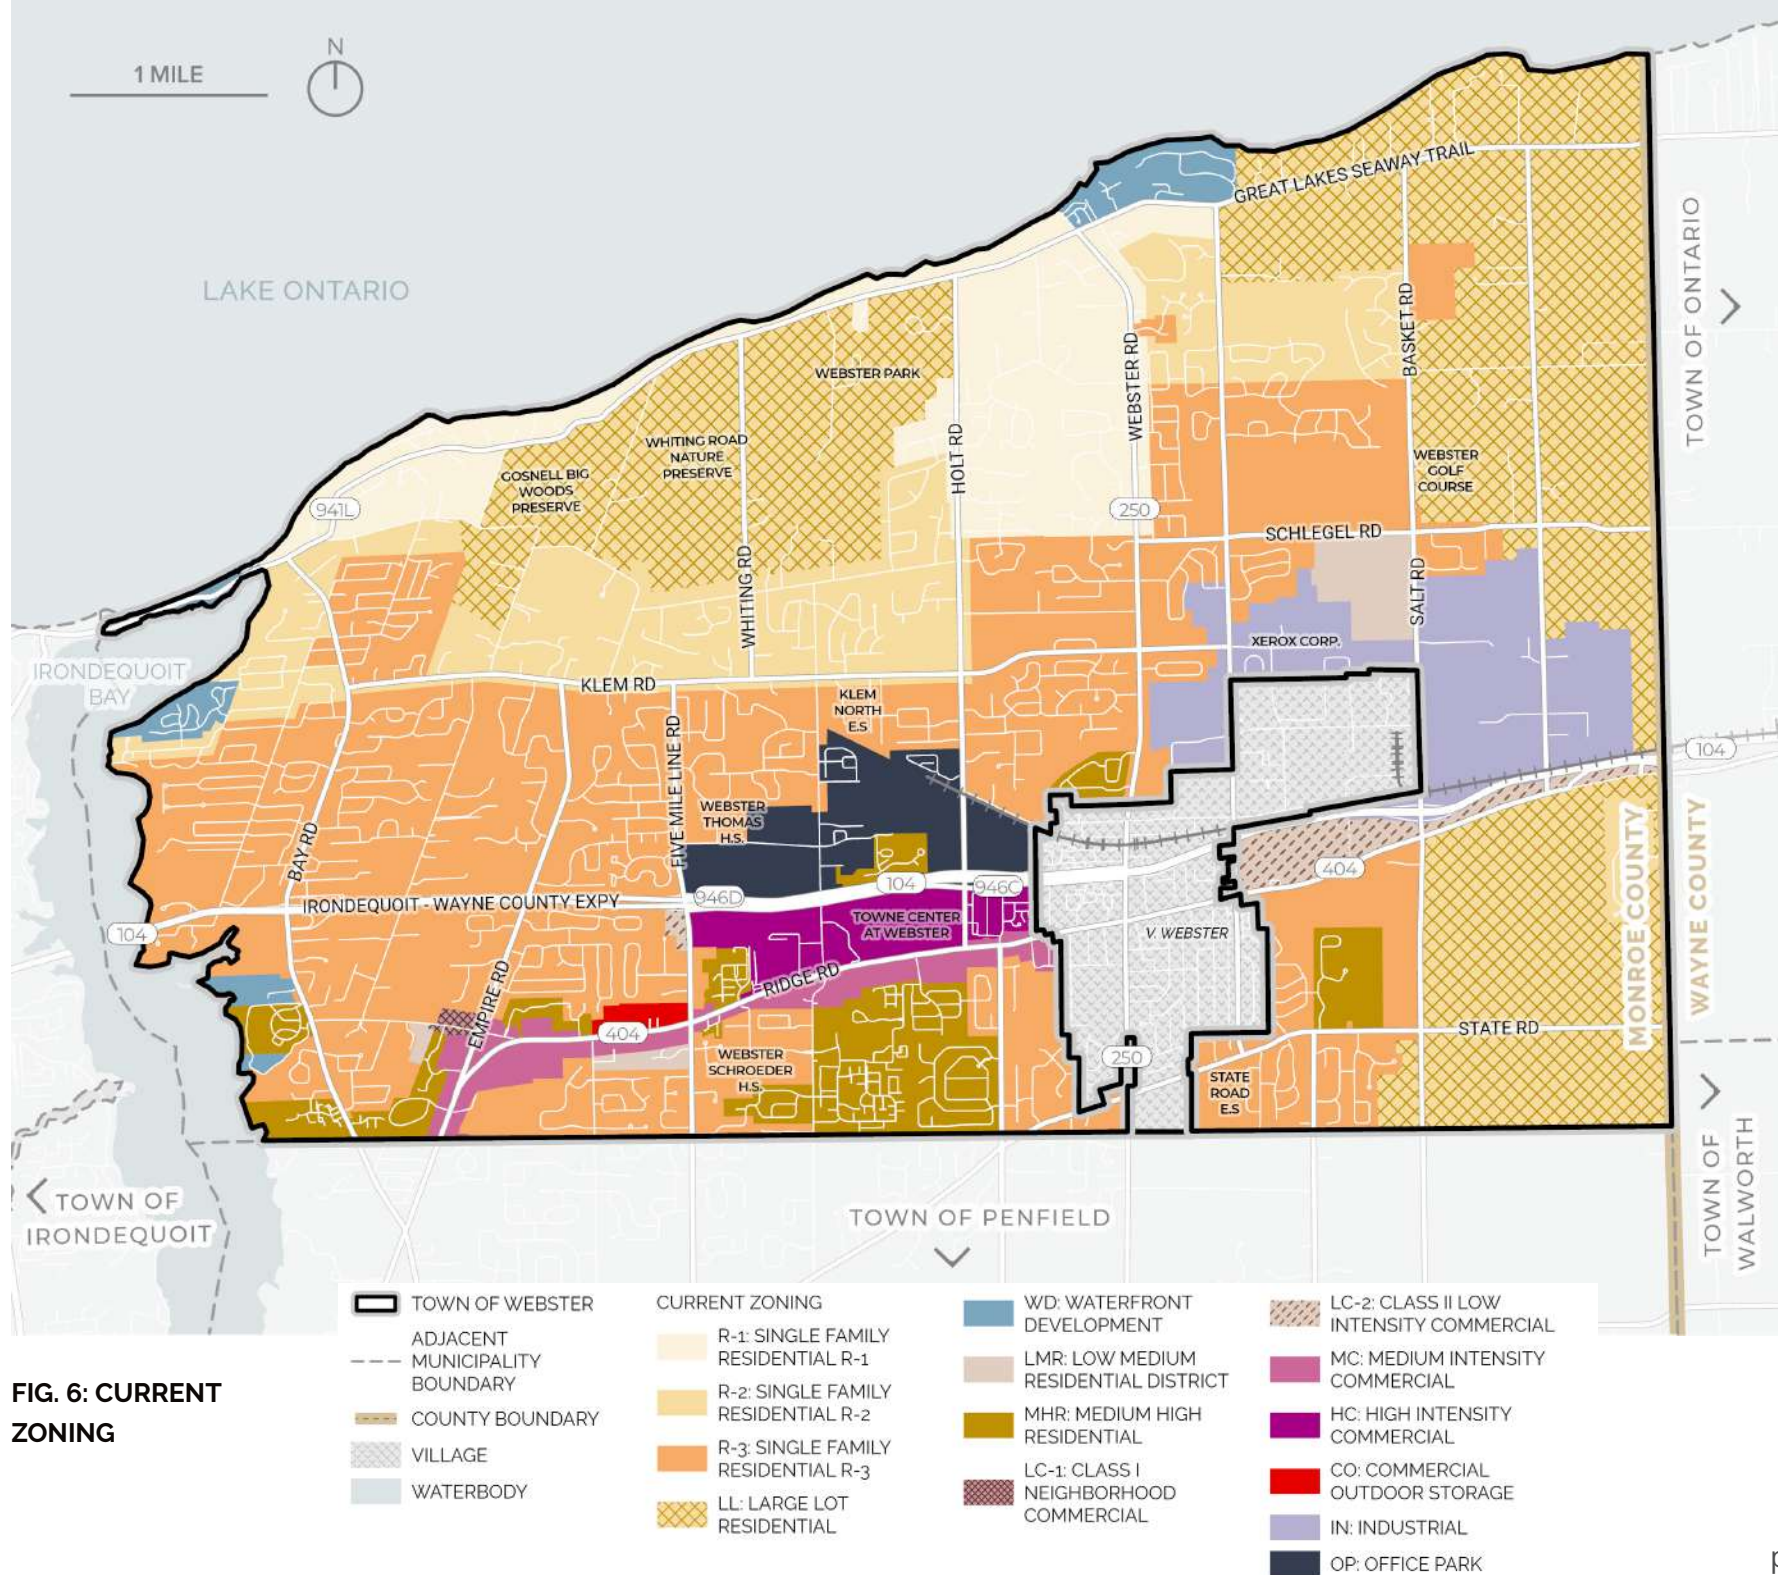 N
1 MILE
LAKE ONTARIO
GREAT LAKES SEAWAY TRAIL
TOWN OF ONTARIO
BASKET RD
WEBSTER RD
WEBSTER PARK
HOLT RD
WHITING ROAD
NATURE
PRESERVE
GOSNELL BIG
WOODS
PRESERVE
WEBSTER
GOLF
COURSE
941L
250
SCHLEGEL RD
WHITING RD
SALT RD
XEROX CORP.
IRONDEQUOIT
BAY
KLEM RD
KLEM
NORTH
E.S
FIVE MILE LINE RD
104
WEBSTER
THOMAS
H.S.
BAY RD
MONROE COUNTY
WAYNE COUNTY
404
104
946C
946D
IRONDEQUOIT - WAYNE COUNTY EXPY
TOWNE CENTER
AT WEBSTER
V. WEBSTER
104
RIDGE RD
EMPIRE RD
404
STATE RD
250
WEBSTER
SCHROEDER
H.S.
STATE
ROAD
E.S
TOWN OF
WALWORTH
TOWN OF
IRONDEQUOIT
TOWN OF PENFIELD
FIG. 6: CURRENT
ZONING
TOWN OF WEBSTER
ADJACENT
MUNICIPALITY
BOUNDARY
COUNTY BOUNDARY
VILLAGE
WATERBODY
CURRENT ZONING
R-1: SINGLE FAMILY
RESIDENTIAL R-1
R-2: SINGLE FAMILY
RESIDENTIAL R-2
R-3: SINGLE FAMILY
RESIDENTIAL R-3
LL: LARGE LOT
RESIDENTIAL
WD: WATERFRONT
DEVELOPMENT
LMR: LOW MEDIUM
RESIDENTIAL DISTRICT
MHR: MEDIUM HIGH
RESIDENTIAL
LC-1: CLASS I
NEIGHBORHOOD
COMMERCIAL
LC-2: CLASS II LOW
INTENSITY COMMERCIAL
MC: MEDIUM INTENSITY
COMMERCIAL
HC: HIGH INTENSITY
COMMERCIAL
CO: COMMERCIAL
OUTDOOR STORAGE
IN: INDUSTRIAL
OP: OFFICE PARK